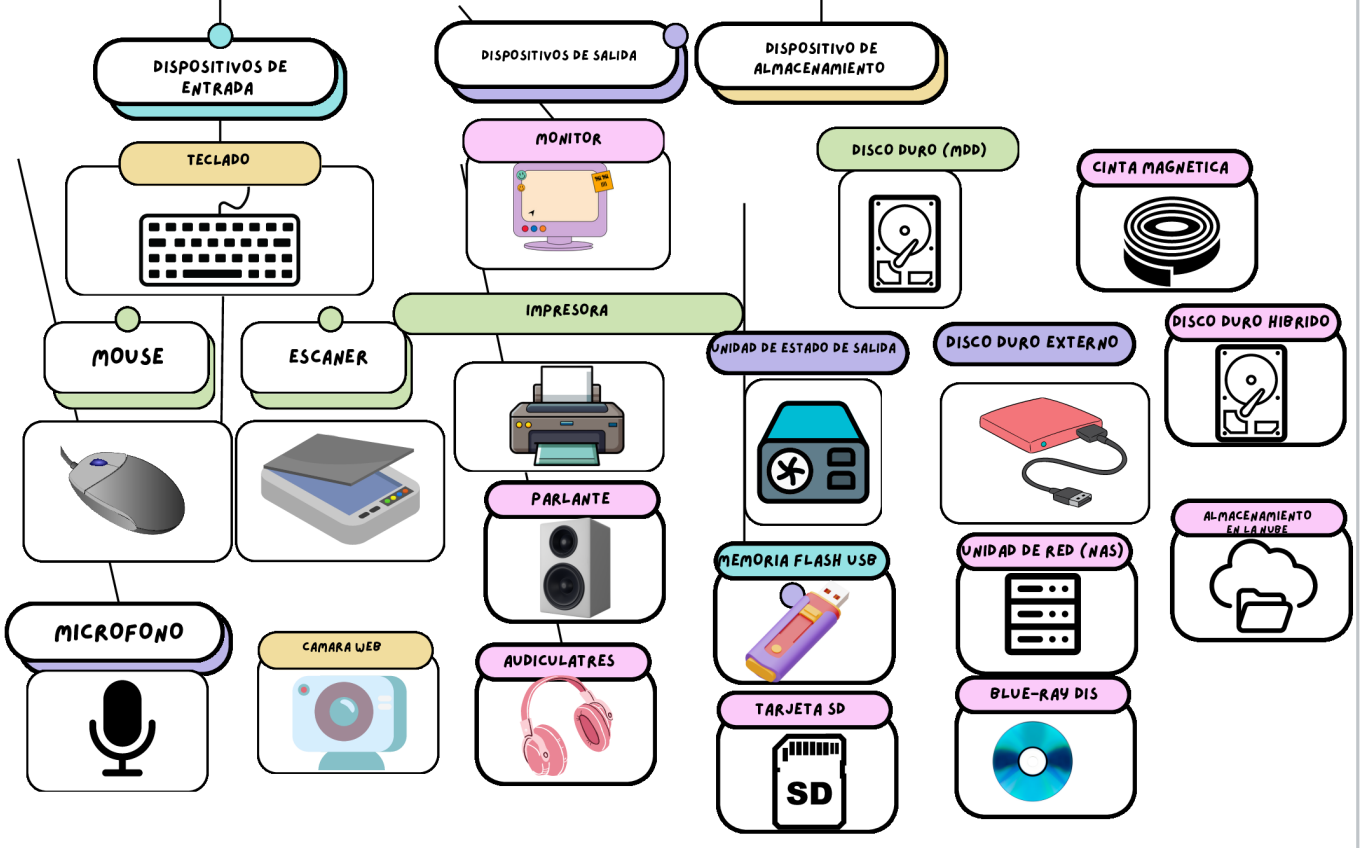 DISPOSITIVOS DE
ENTRADA
TECLADO
MOUSE
ESCANER
MICROFONO
CAMARA WEB
DISPOSITIVOS DE SALIDA
MONITOR
IMPRESORA
PARLANTE
AUDICULATRES
DISPOSITIVO DE
ALMACENAMIENTO
DISCO DURO (MDD)
CINTA MAGNETICA
UNIDAD DE ESTADO DE SALIDA
DISCO DURO EXTERNO
DISCO DURO HIBRIDO
MEMORIA FLASH USB
UNIDAD DE RED (NAS)
ALMACENAMIENTO
EN LA NUBE
TARJETA SD
SD
BLUE-RAY DIS